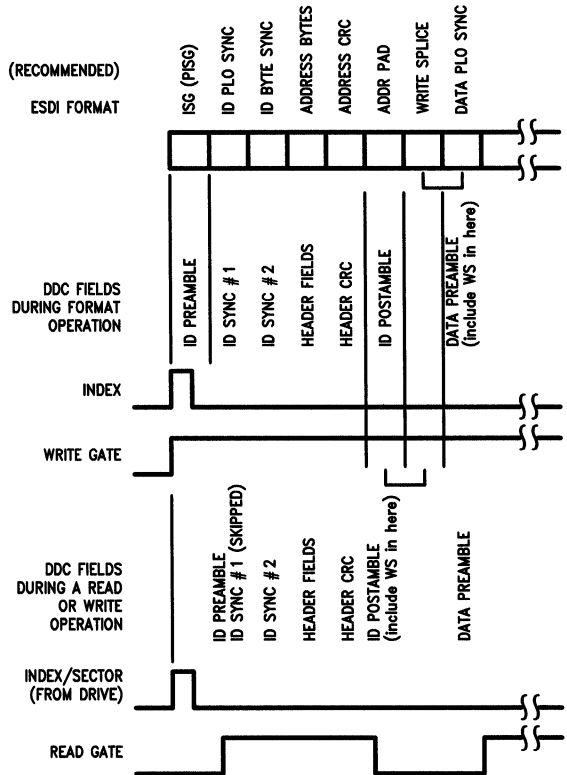 (RECOMMENDED)
ESDI FORMAT
ISG (PISG)
ID PLO SYNC
ID BYTE SYNC
ADDRESS BYTES
ADDRESS CRC
ADDR PAD
WRITE SPLICE
DATA PLO SYNC
DDC FIELDS
DURING FORMAT
OPERATION
ID PREAMBLE
ID SYNC #1
ID SYNC #2
HEADER FIELDS
HEADER CRC
ID POSTAMBLE
DATA PREAMBLE
(include WS in here)
INDEX
WRITE GATE
DDC FIELDS
DURING A READ
OR WRITE
OPERATION
ID PREAMBLE
ID SYNC #1 (SKIPPED)
ID SYNC #2
HEADER FIELDS
HEADER CRC
ID POSTAMBLE
(include WS in here)
DATA PREAMBLE
INDEX/SECTOR
(FROM DRIVE)
READ GATE